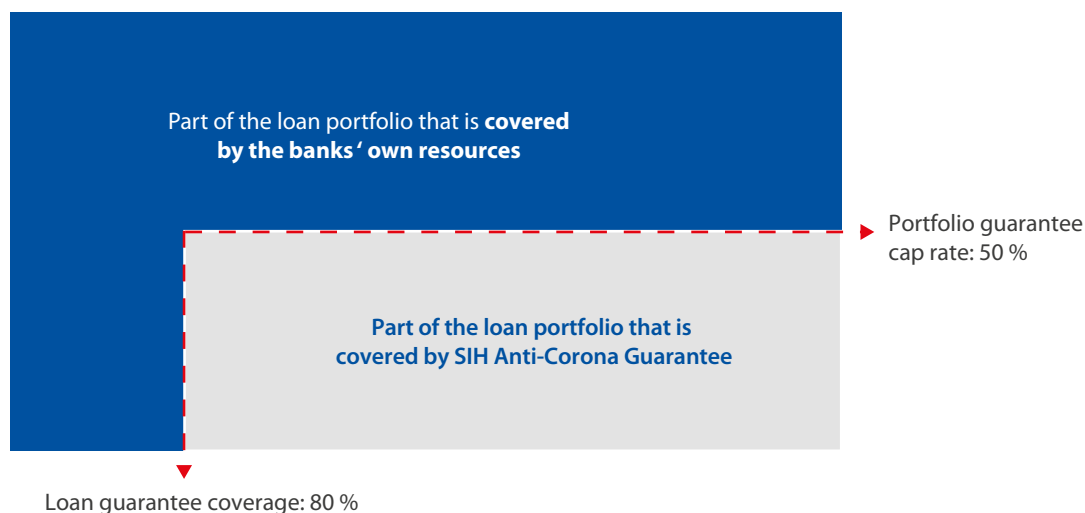 Part of the loan portfolio that is covered
by the banks‘ own resources
Portfolio guarantee
cap rate: 50 %
Part of the loan portfolio that is
covered by SIH Anti-Corona Guarantee
Loan guarantee coverage: 80 %